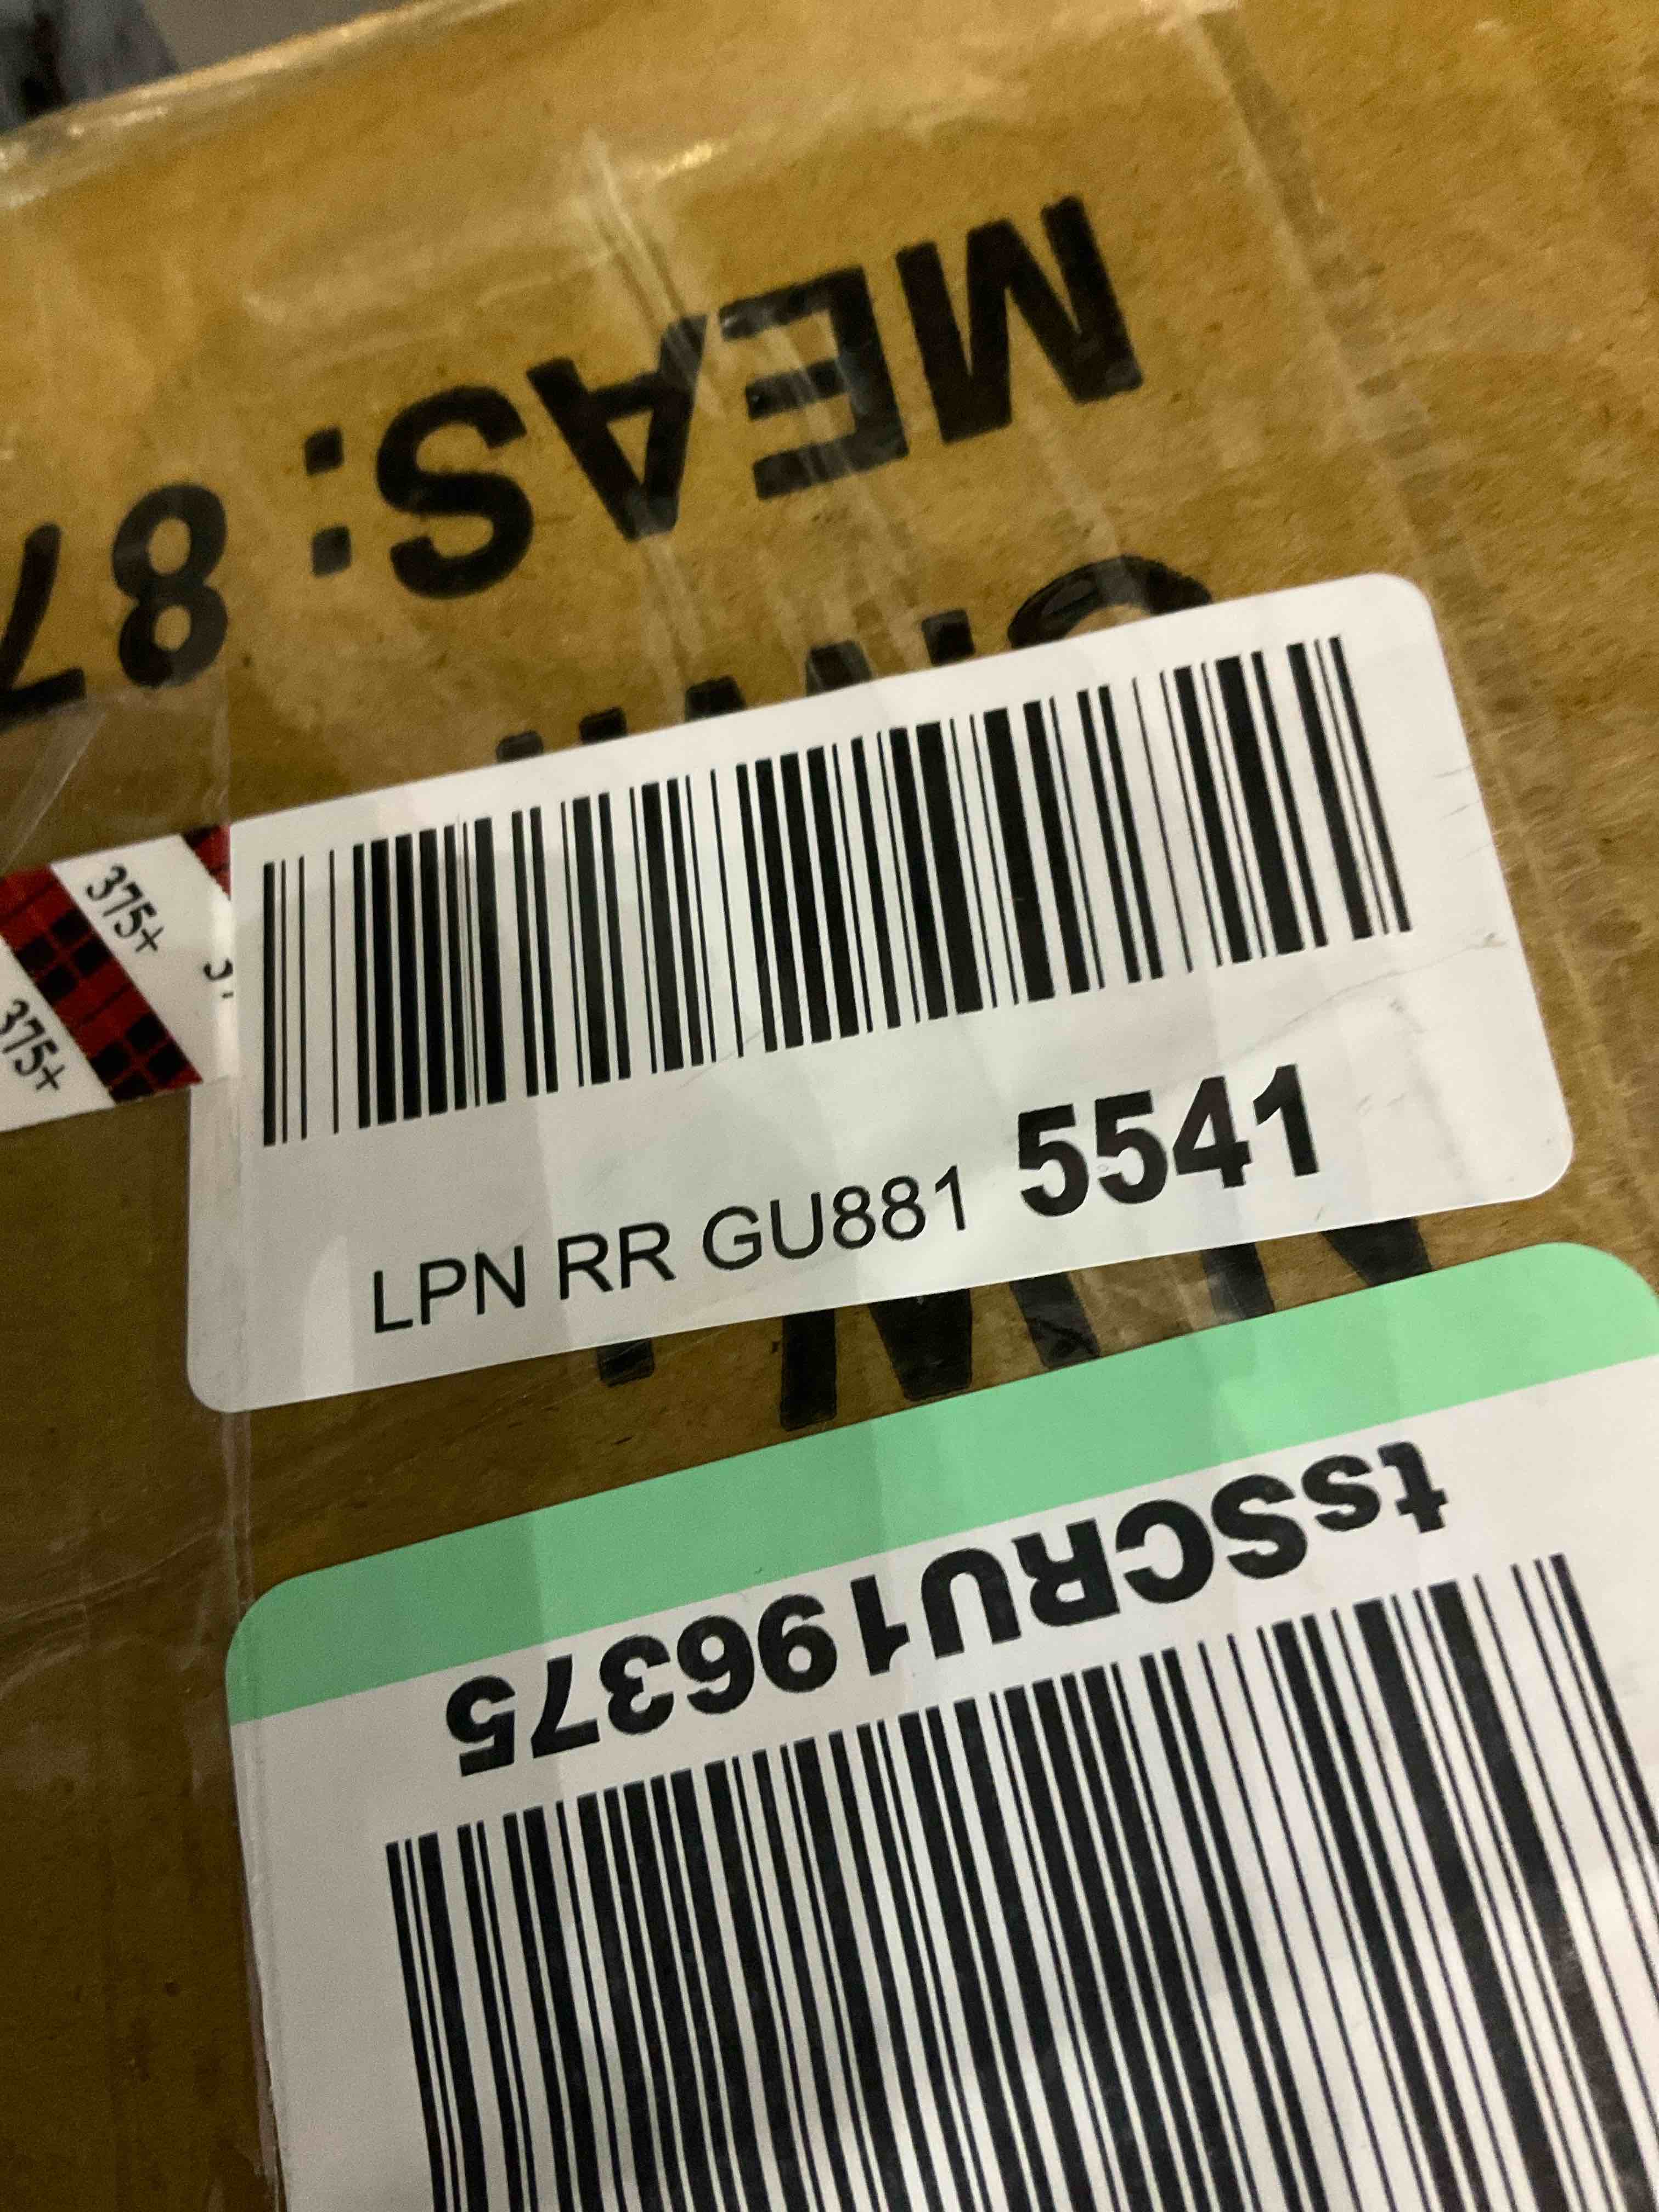 MEAS: 87
375+
375+
LPN RR GU881 5541
tsSCRU196375